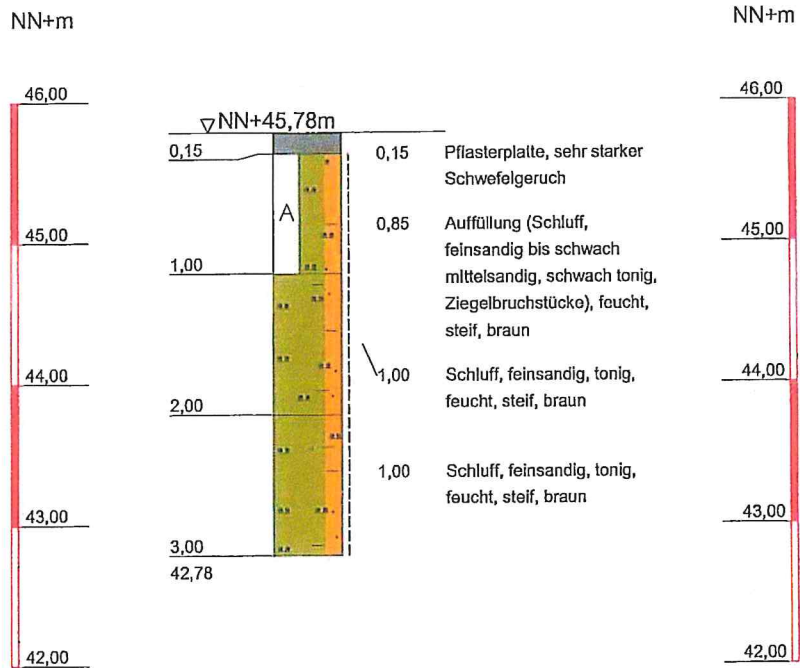 NN+m
NN+m
46,00
46,00
NN+45,78m
0,15
0,15
Pflasterplatte, sehr starker
Schwefelgeruch
A
0,85
Auffüllung (Schluff,
feinsandig bis schwach
mittelsandig, schwach tonig,
Ziegelbruchstücke), feucht,
steif, braun
45,00
45,00
1,00
1,00
Schluff, feinsandig, tonig,
feucht, steif, braun
44,00
44,00
2,00
1,00
Schluff, feinsandig, tonig,
feucht, steif, braun
43,00
43,00
3,00
42,78
42,00
42,00